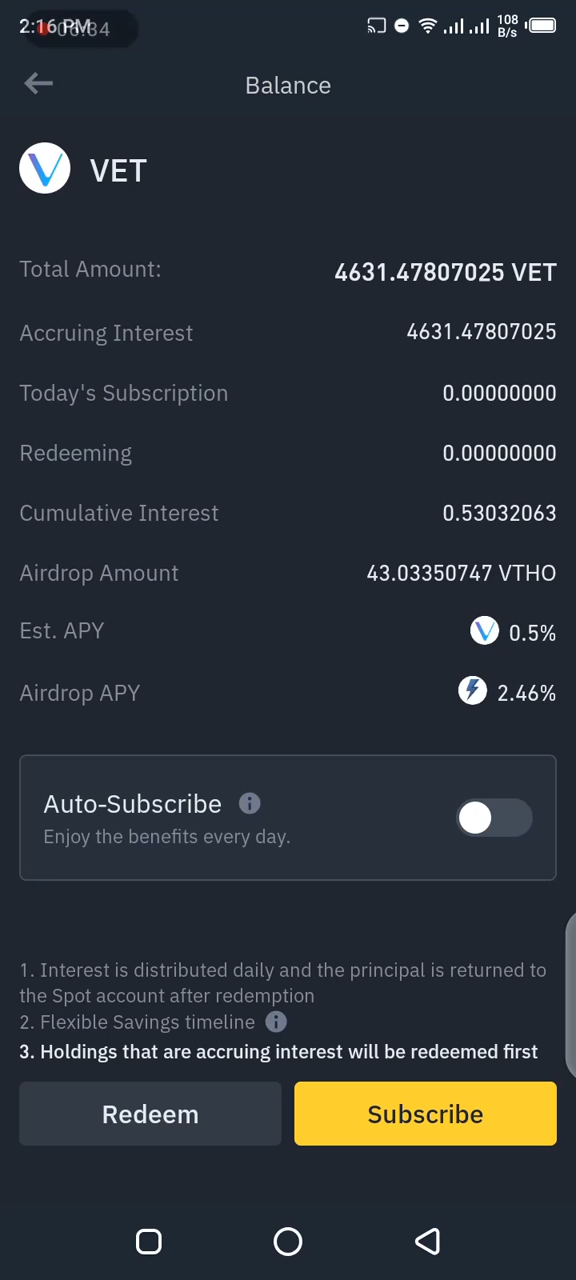 2:16 PM
06:34
108
B/s
Balance
VET
Total Amount: 4631.47807025 VET
Accruing Interest 4631.47807025
Today's Subscription 0.00000000
Redeeming 0.00000000
Cumulative Interest 0.53032063
Airdrop Amount 43.03350747 VTHO
Est. APY 0.5%
Airdrop APY 2.46%
Auto-Subscribe
Enjoy the benefits every day.
1. Interest is distributed daily and the principal is returned to
the Spot account after redemption
2. Flexible Savings timeline
3. Holdings that are accruing interest will be redeemed first
Redeem Subscribe